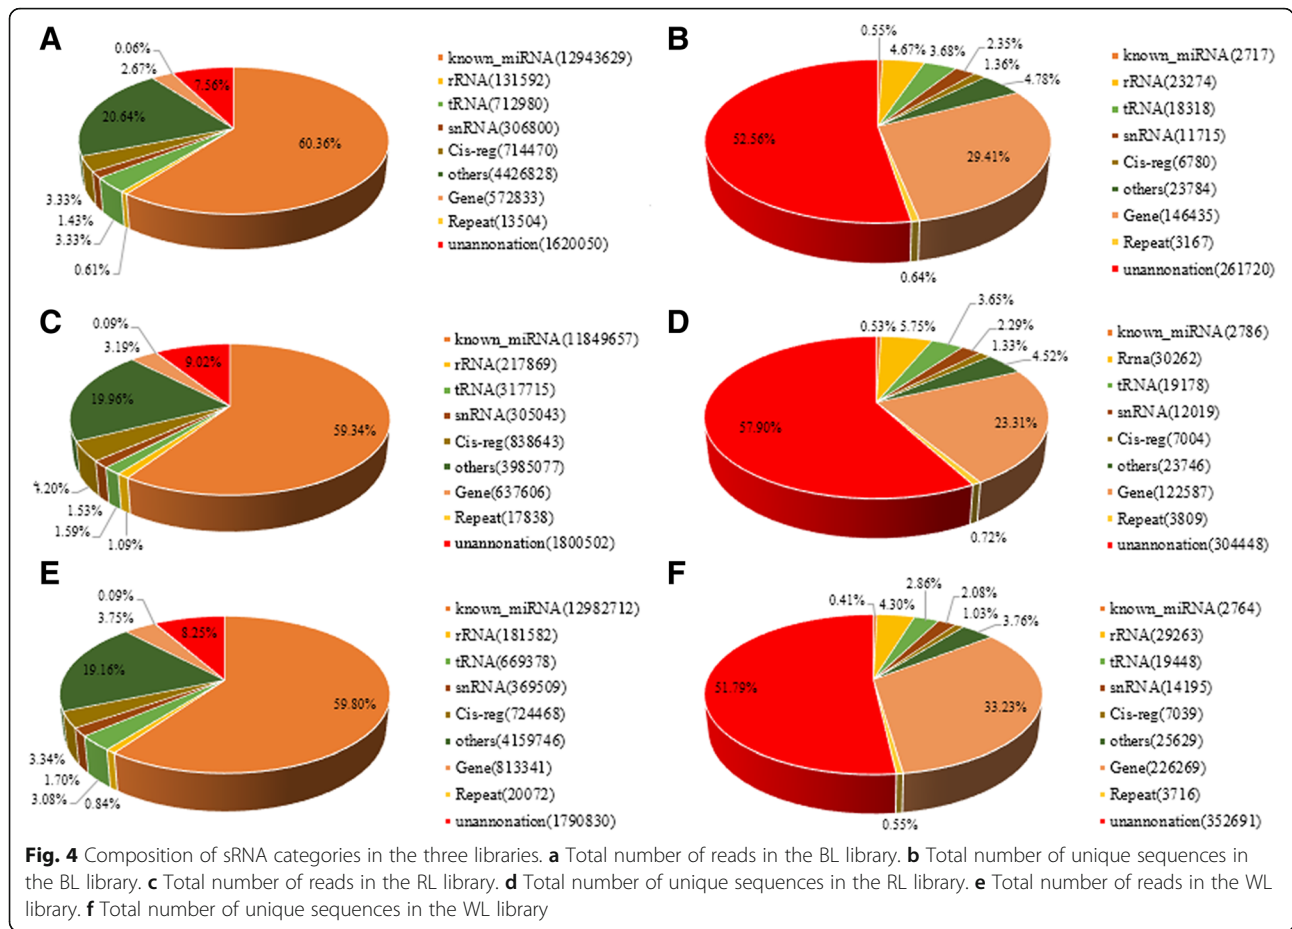 A
0.06%
2.67%
7.56%
20.64%
60.36%
3.33%
1.43%
3.33%
0.61%
known_miRNA(12943629)
rRNA(131592)
tRNA(712980)
snRNA(306800)
Cis-reg(714470)
others(4426828)
Gene(572833)
Repeat(13504)
unannonation(1620050)
B
0.55%
4.67%
3.68%
2.35%
1.36%
4.78%
52.56%
29.41%
0.64%
known_miRNA(2717)
rRNA(23274)
tRNA(18318)
snRNA(11715)
Cis-reg(6780)
others(23784)
Gene(146435)
Repeat(3167)
unannonation(261720)
C
0.09%
3.19%
9.02%
19.96%
59.34%
4.20%
1.53%
1.59%
1.09%
known_miRNA(11849657)
rRNA(217869)
tRNA(317715)
snRNA(305043)
Cis-reg(838643)
others(3985077)
Gene(637606)
Repeat(17838)
unannonation(1800502)
D
0.53%
5.75%
3.65%
2.29%
1.33%
4.52%
57.90%
23.31%
0.72%
known_miRNA(2786)
Rrna(30262)
tRNA(19178)
snRNA(12019)
Cis-reg(7004)
others(23746)
Gene(122587)
Repeat(3809)
unannonation(304448)
E
0.09%
3.75%
8.25%
19.16%
59.80%
3.34%
1.70%
3.08%
0.84%
known_miRNA(12982712)
rRNA(181582)
tRNA(669378)
snRNA(369509)
Cis-reg(724468)
others(4159746)
Gene(813341)
Repeat(20072)
unannonation(1790830)
F
0.41%
4.30%
2.86%
2.08%
1.03%
3.76%
51.79%
33.23%
0.55%
known_miRNA(2764)
rRNA(29263)
tRNA(19448)
snRNA(14195)
Cis-reg(7039)
others(25629)
Gene(226269)
Repeat(3716)
unannonation(352691)
Fig. 4 Composition of sRNA categories in the three libraries. a Total number of reads in the BL library. b Total number of unique sequences in
the BL library. c Total number of reads in the RL library. d Total number of unique sequences in the RL library. e Total number of reads in the WL
library. f Total number of unique sequences in the WL library